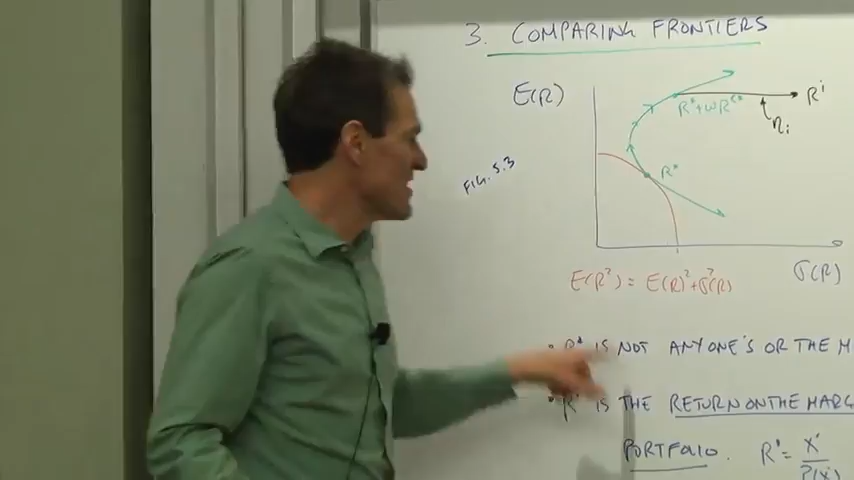 3. COMPARING FRONTIERS
E(R)
R*+wR^e*
R^i
n_i
R*
FIG. 5.3
σ(R)
E(R²) = E(R)²+σ²(R)
• R* IS NOT ANYONE'S OR THE M
• R* IS THE RETURN ON THE MARG
PORTFOLIO. R* = X*
P(X*)